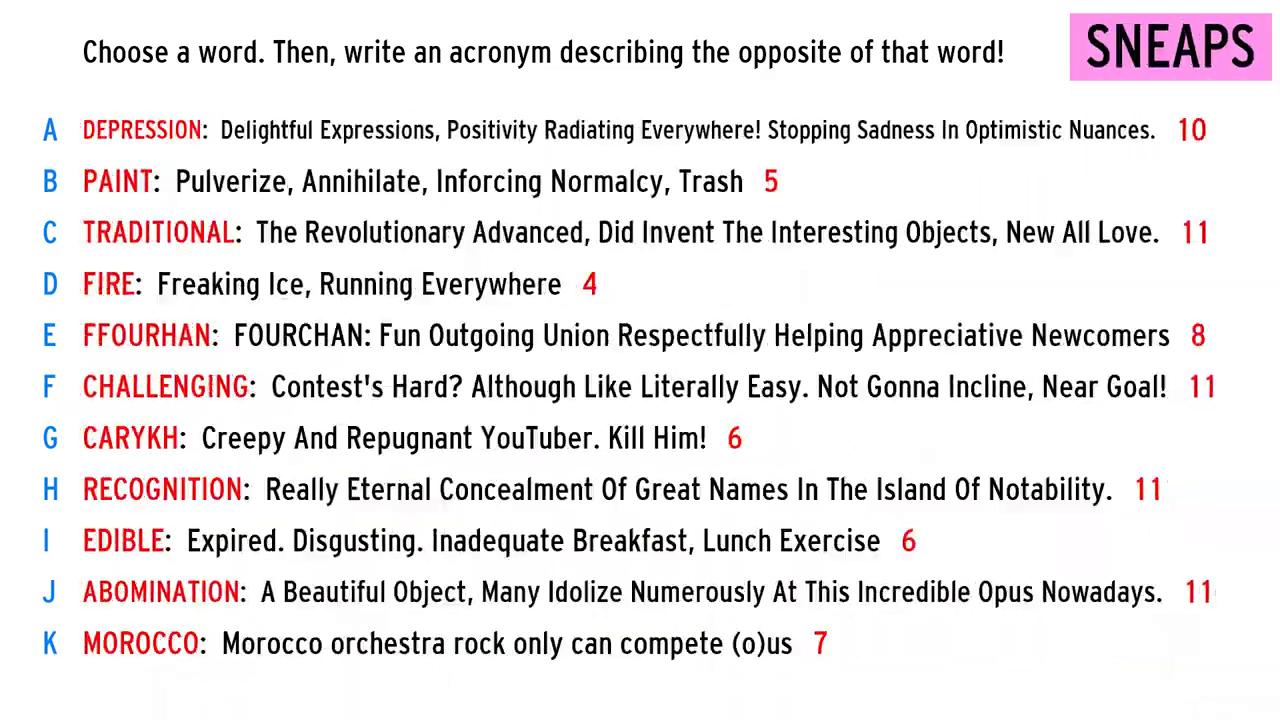 Choose a word. Then, write an acronym describing the opposite of that word!
SNEAPS
A DEPRESSION: Delightful Expressions, Positivity Radiating Everywhere! Stopping Sadness In Optimistic Nuances. 10
B PAINT: Pulverize, Annihilate, Inforcing Normalcy, Trash 5
C TRADITIONAL: The Revolutionary Advanced, Did Invent The Interesting Objects, New All Love. 11
D FIRE: Freaking Ice, Running Everywhere 4
E FFOURHAN: FOURCHAN: Fun Outgoing Union Respectfully Helping Appreciative Newcomers 8
F CHALLENGING: Contest's Hard? Although Like Literally Easy. Not Gonna Incline, Near Goal! 11
G CARYKH: Creepy And Repugnant YouTuber. Kill Him! 6
H RECOGNITION: Really Eternal Concealment Of Great Names In The Island Of Notability. 11
I EDIBLE: Expired. Disgusting. Inadequate Breakfast, Lunch Exercise 6
J ABOMINATION: A Beautiful Object, Many Idolize Numerously At This Incredible Opus Nowadays. 11
K MOROCCO: Morocco orchestra rock only can compete (o)us 7